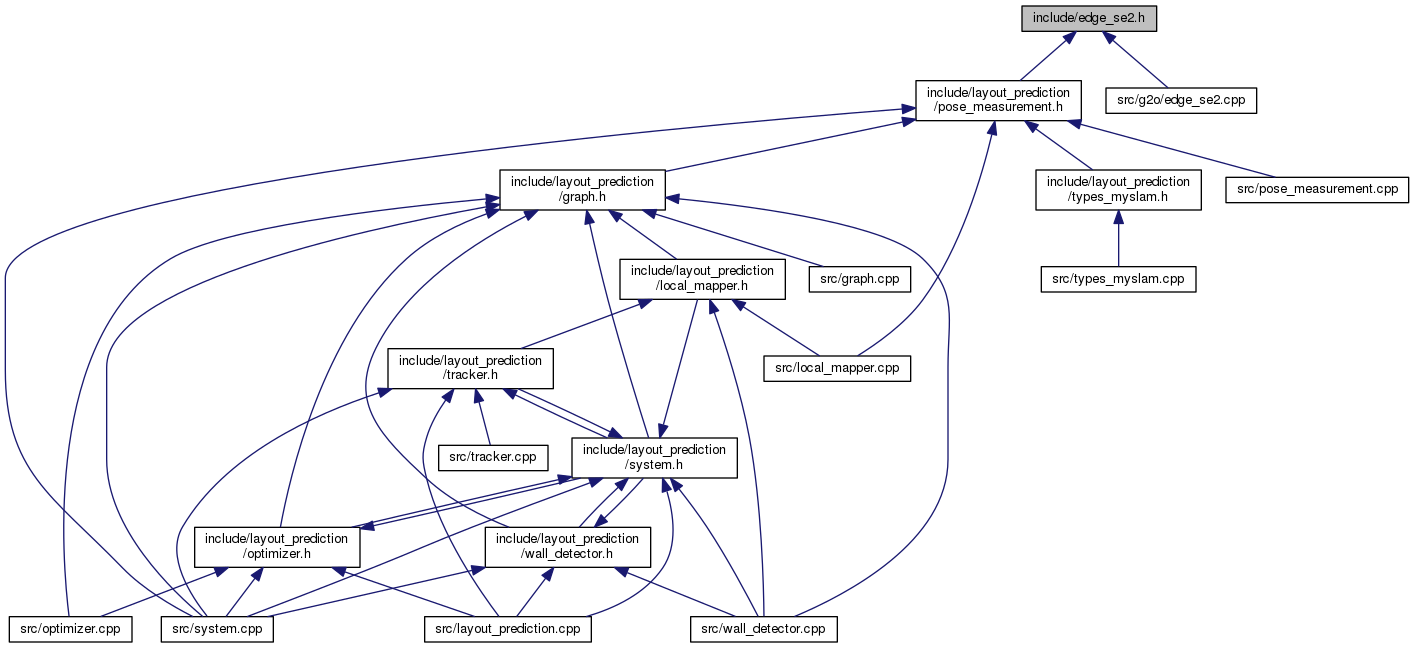 include/edge_se2.h
include/layout_prediction
/pose_measurement.h
src/g2o/edge_se2.cpp
include/layout_prediction
/graph.h
include/layout_prediction
/types_myslam.h
src/pose_measurement.cpp
include/layout_prediction
/local_mapper.h
src/graph.cpp
src/types_myslam.cpp
include/layout_prediction
/tracker.h
src/local_mapper.cpp
src/tracker.cpp
include/layout_prediction
/system.h
include/layout_prediction
/optimizer.h
include/layout_prediction
/wall_detector.h
src/optimizer.cpp
src/system.cpp
src/layout_prediction.cpp
src/wall_detector.cpp